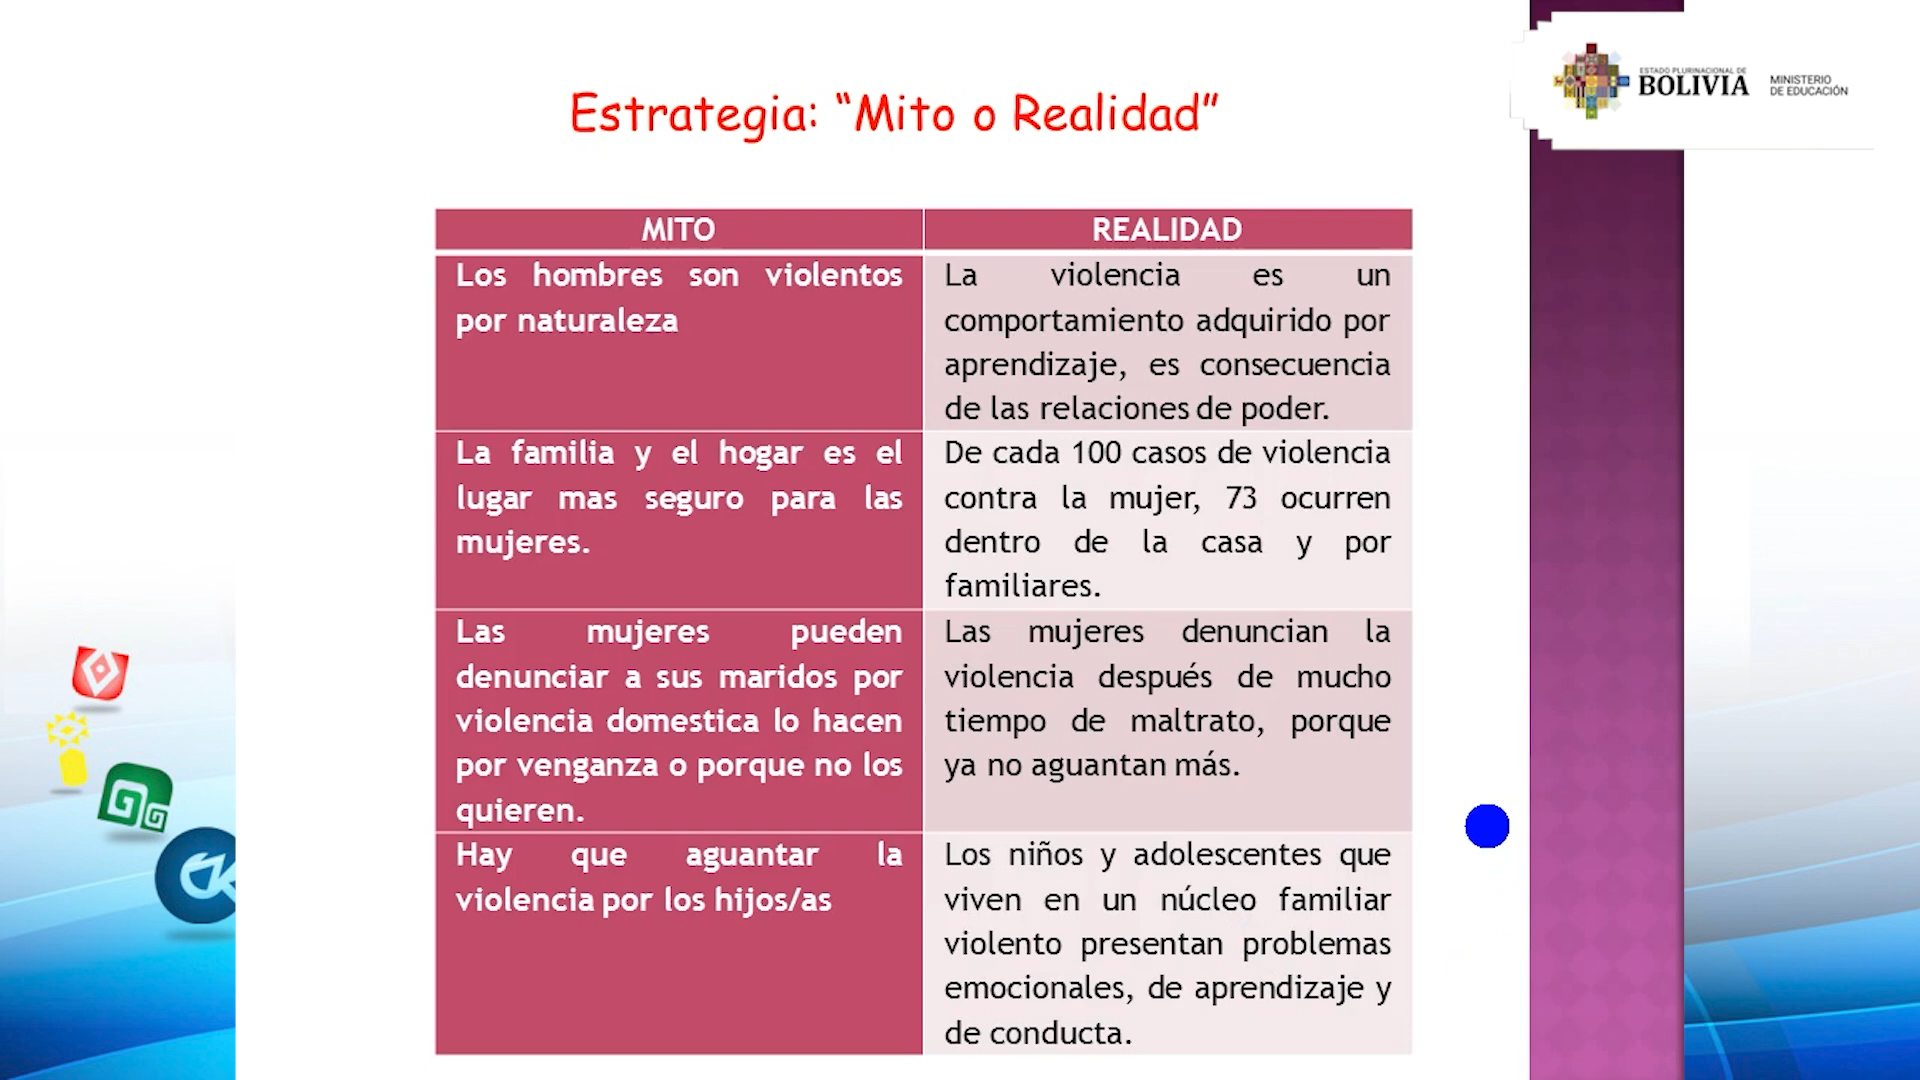 Estrategia: “Mito o Realidad”
ESTADO PLURINACIONAL DE
BOLIVIA
MINISTERIO
DE EDUCACIÓN
MITO
REALIDAD
Los hombres son violentos
por naturaleza
La violencia es un
comportamiento adquirido por
aprendizaje, es consecuencia
de las relaciones de poder.
La familia y el hogar es el
lugar mas seguro para las
mujeres.
De cada 100 casos de violencia
contra la mujer, 73 ocurren
dentro de la casa y por
familiares.
Las mujeres pueden
denunciar a sus maridos por
violencia domestica lo hacen
por venganza o porque no los
quieren.
Las mujeres denuncian la
violencia después de mucho
tiempo de maltrato, porque
ya no aguantan más.
Hay que aguantar la
violencia por los hijos/as
Los niños y adolescentes que
viven en un núcleo familiar
violento presentan problemas
emocionales, de aprendizaje y
de conducta.